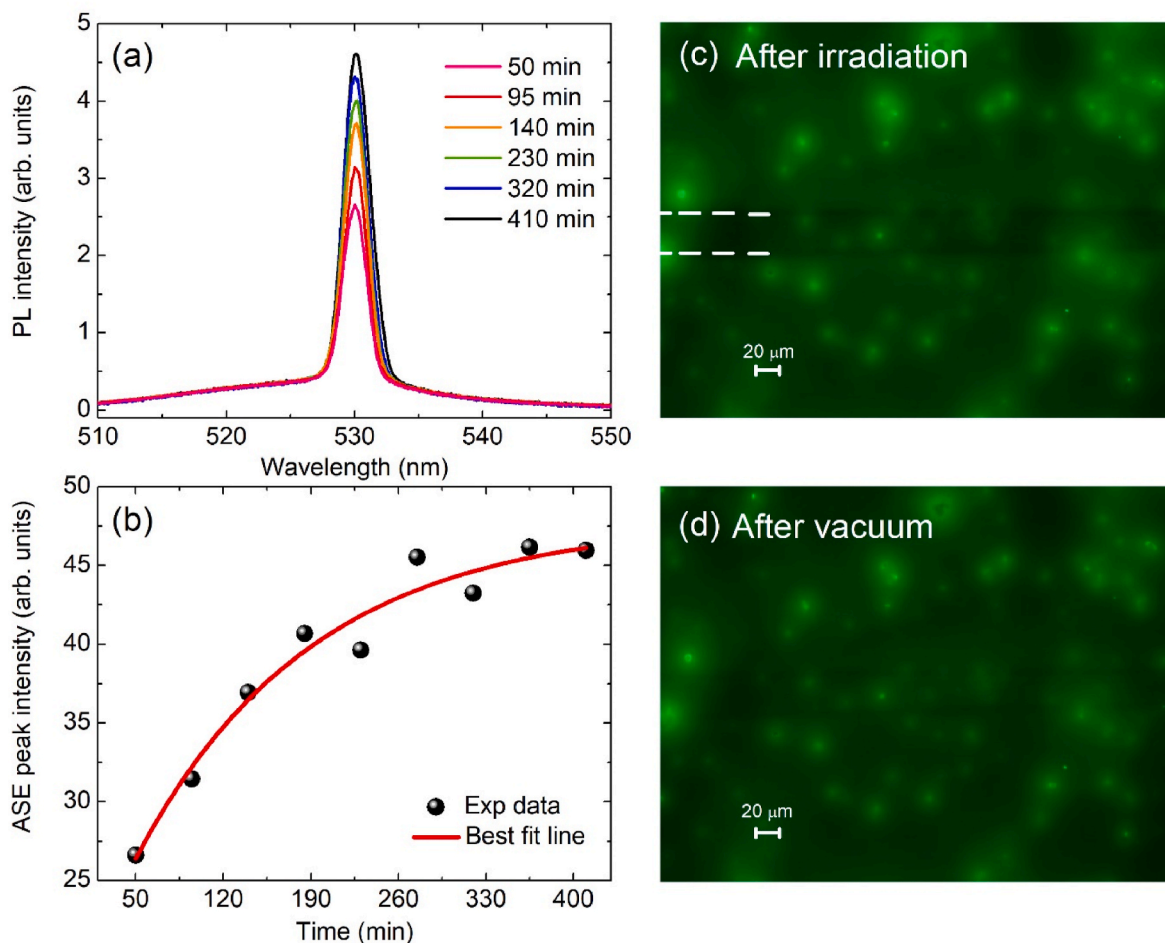 (a)
5
4
3
2
1
0
PL intensity (arb. units)
50 min
95 min
140 min
230 min
320 min
410 min
510 520 530 540 550
Wavelength (nm)
(b)
50
45
40
35
30
25
ASE peak intensity (arb. units)
Exp data
Best fit line
50 120 190 260 330 400
Time (min)
(c) After irradiation
20 μm
(d) After vacuum
20 μm